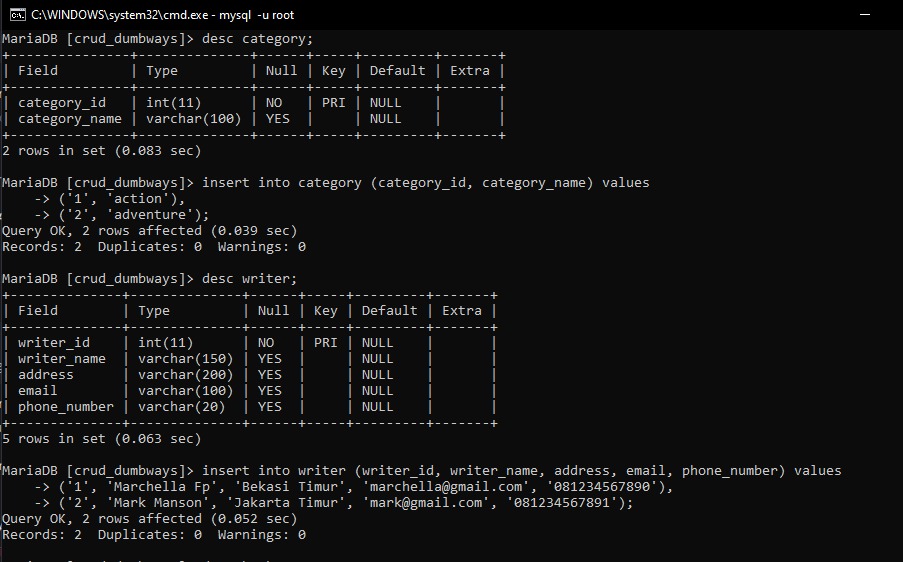 C:\WINDOWS\system32\cmd.exe - mysql -u root
MariaDB [crud_dumbways]> desc category;
+---------------+--------------+------+-----+---------+-------+
| Field         | Type         | Null | Key | Default | Extra |
+---------------+--------------+------+-----+---------+-------+
| category_id   | int(11)      | NO   | PRI | NULL    |       |
| category_name | varchar(100) | YES  |     | NULL    |       |
+---------------+--------------+------+-----+---------+-------+
2 rows in set (0.083 sec)
MariaDB [crud_dumbways]> insert into category (category_id, category_name) values
    -> ('1', 'action'),
    -> ('2', 'adventure');
Query OK, 2 rows affected (0.039 sec)
Records: 2  Duplicates: 0  Warnings: 0
MariaDB [crud_dumbways]> desc writer;
+--------------+--------------+------+-----+---------+-------+
| Field        | Type         | Null | Key | Default | Extra |
+--------------+--------------+------+-----+---------+-------+
| writer_id    | int(11)      | NO   | PRI | NULL    |       |
| writer_name  | varchar(150) | YES  |     | NULL    |       |
| address      | varchar(200) | YES  |     | NULL    |       |
| email        | varchar(100) | YES  |     | NULL    |       |
| phone_number | varchar(20)  | YES  |     | NULL    |       |
+--------------+--------------+------+-----+---------+-------+
5 rows in set (0.063 sec)
MariaDB [crud_dumbways]> insert into writer (writer_id, writer_name, address, email, phone_number) values
    -> ('1', 'Marchella Fp', 'Bekasi Timur', 'marchella@gmail.com', '081234567890'),
    -> ('2', 'Mark Manson', 'Jakarta Timur', 'mark@gmail.com', '081234567891');
Query OK, 2 rows affected (0.052 sec)
Records: 2  Duplicates: 0  Warnings: 0